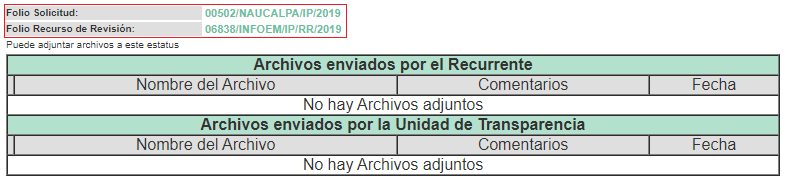 Folio Solicitud: 00502/NAUCALPA/IP/2019
Folio Recurso de Revisión: 06838/INFOEM/IP/RR/2019
Puede adjuntar archivos a este estatus
Archivos enviados por el Recurrente
Nombre del Archivo Comentarios Fecha
No hay Archivos adjuntos
Archivos enviados por la Unidad de Transparencia
Nombre del Archivo Comentarios Fecha
No hay Archivos adjuntos